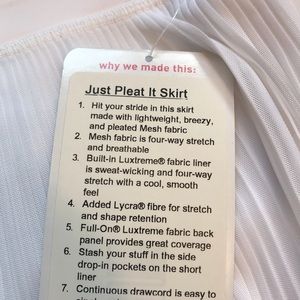 why we made this:
Just Pleat It Skirt
1. Hit your stride in this skirt
made with lightweight, breezy,
and pleated Mesh fabric
2. Mesh fabric is four-way stretch
and breathable
3. Built-in Luxtreme® fabric liner
is sweat-wicking and four-way
stretch with a cool, smooth
feel
4. Added Lycra® fibre for stretch
and shape retention
5. Full-On® Luxtreme fabric back
panel provides great coverage
6. Stash your stuff in the side
drop-in pockets on the short
liner
7. Continuous drawcord is easy to